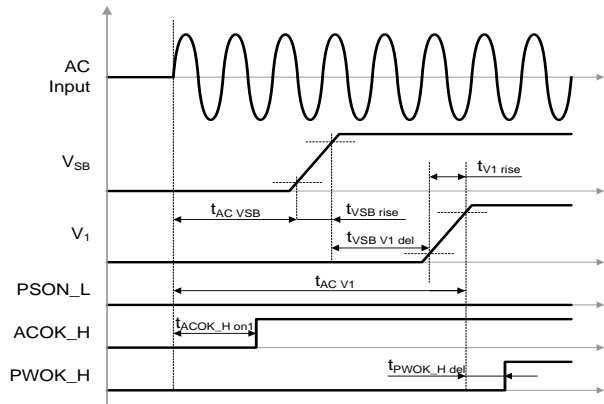 AC
Input
VSB
tV1 rise
tAC VSB
tVSB rise
V1
tVSB V1 del
PSON_L
tAC V1
ACOK_H
tACOK_H on1
PWOK_H
tPWOK_H del